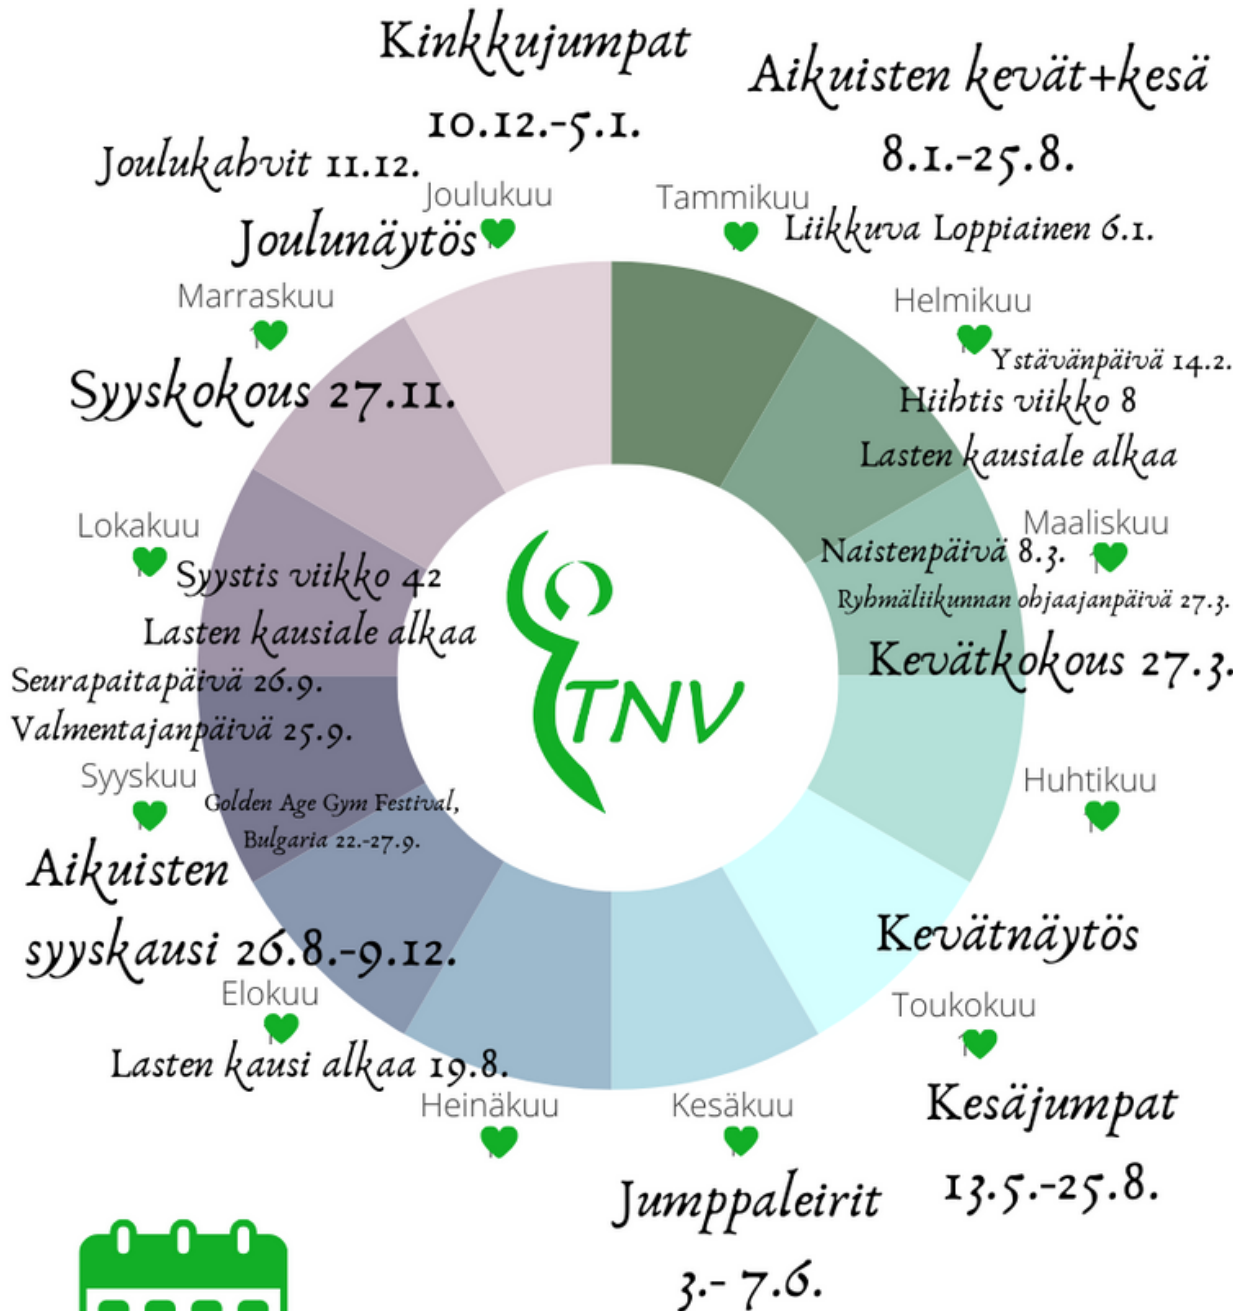 Kinkkujumpat
10.12.-5.1.
Aikuisten kevät+kesä
8.1.-25.8.
Joulukahvit 11.12.
Joulukuu
Tammikuu
Joulunäytös
Liikkuva Loppiainen 6.1.
Marraskuu
Helmikuu
Ystävänpäivä 14.2.
Syyskokous 27.11.
Hiihtis viikko 8
Lasten kausiale alkaa
Lokakuu
Maaliskuu
Syystis viikko 42
Naistenpäivä 8.3.
Lasten kausiale alkaa
Ryhmäliikunnan ohjaajanpäivä 27.3.
Kevätkokous 27.3.
Seurapaitapäivä 26.9.
Valmentajanpäivä 25.9.
TNV
Syyskuu
Huhtikuu
Golden Age Gym Festival,
Bulgaria 22.-27.9.
Aikuisten
syyskausi 26.8.-9.12.
Kevätnäytös
Elokuu
Toukokuu
Lasten kausi alkaa 19.8.
Heinäkuu
Kesäkuu
Kesäjumpat
13.5.-25.8.
Jumppaleirit
3.- 7.6.